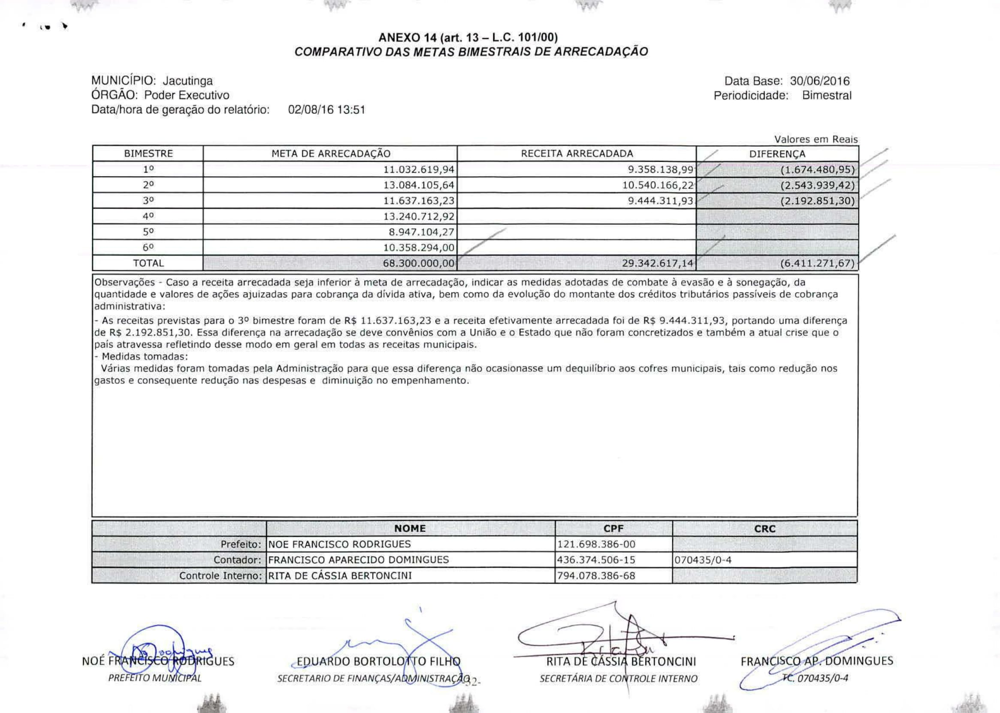 ANEXO 14 (art. 13 – L.C. 101/00)
COMPARATIVO DAS METAS BIMESTRAIS DE ARRECADAÇÃO
MUNICÍPIO: Jacutinga
Data Base: 30/06/2016
ÓRGÃO: Poder Executivo
Periodicidade: Bimestral
Data/hora de geração do relatório: 02/08/16 13:51
Valores em Reais
BIMESTRE META DE ARRECADAÇÃO RECEITA ARRECADADA DIFERENÇA
1º 11.032.619,94 9.358.138,99 (1.674.480,95)
2º 13.084.105,64 10.540.166,22 (2.543.939,42)
3º 11.637.163,23 9.444.311,93 (2.192.851,30)
4º 13.240.712,92
5º 8.947.104,27
6º 10.358.294,00
TOTAL 68.300.000,00 29.342.617,14 (6.411.271,67)
Observações - Caso a receita arrecadada seja inferior à meta de arrecadação, indicar as medidas adotadas de combate à evasão e à sonegação, da
quantidade e valores de ações ajuizadas para cobrança da dívida ativa, bem como da evolução do montante dos créditos tributários passíveis de cobrança
administrativa:
- As receitas previstas para o 3º bimestre foram de R$ 11.637.163,23 e a receita efetivamente arrecadada foi de R$ 9.444.311,93, portando uma diferença
de R$ 2.192.851,30. Essa diferença na arrecadação se deve convênios com a União e o Estado que não foram concretizados e também a atual crise que o
país atravessa refletindo desse modo em geral em todas as receitas municipais.
- Medidas tomadas:
Várias medidas foram tomadas pela Administração para que essa diferença não ocasionasse um dequilíbrio aos cofres municipais, tais como redução nos
gastos e consequente redução nas despesas e diminuição no empenhamento.
NOME CPF CRC
Prefeito: NOE FRANCISCO RODRIGUES 121.698.386-00
Contador: FRANCISCO APARECIDO DOMINGUES 436.374.506-15 070435/0-4
Controle Interno: RITA DE CÁSSIA BERTONCINI 794.078.386-68
NOÉ FRANCISCO RODRIGUES EDUARDO BORTOLOTTO FILHO RITA DE CÁSSIA BERTONCINI FRANCISCO AP. DOMINGUES
PREFEITO MUNICIPAL SECRETARIO DE FINANÇAS/ADMINISTRAÇÃO SECRETÁRIA DE CONTROLE INTERNO TC. 070435/0-4